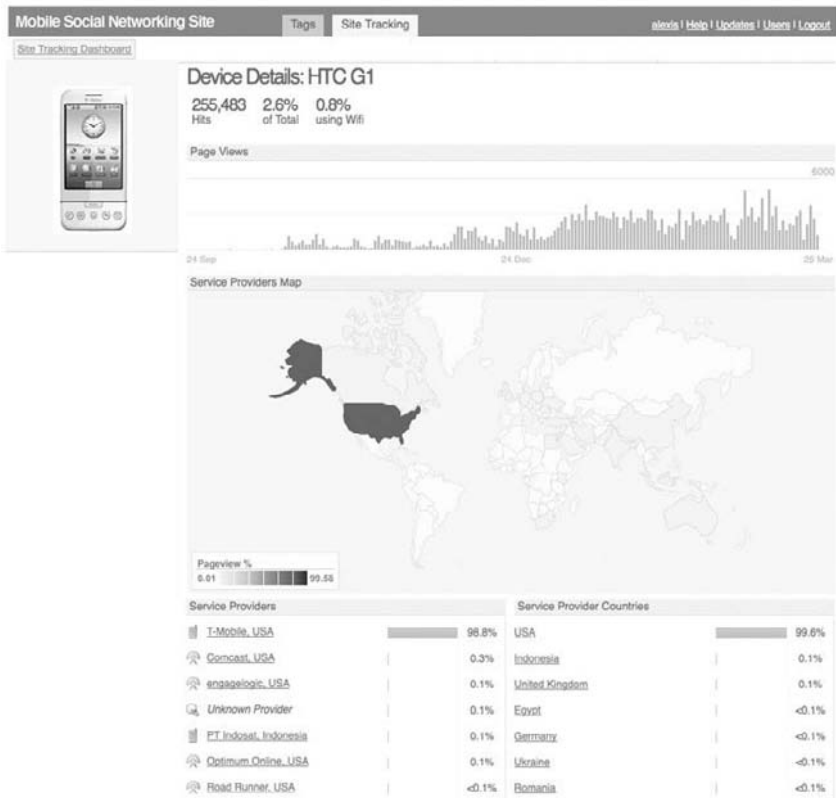 Mobile Social Networking Site
Tags
Site Tracking
alexis | Help | Updates | Users | Logout
Site Tracking Dashboard
Device Details: HTC G1
255,483 2.6% 0.8%
Hits of Total using Wifi
Page Views
6000
24 Sep 24 Dec 25 Mar
Service Providers Map
Pageview %
0.01 99.58
Service Providers
T-Mobile, USA 98.8%
Comcast, USA 0.3%
engagelogic, USA 0.1%
Unknown Provider 0.1%
PT Indosat, Indonesia 0.1%
Optimum Online, USA 0.1%
Road Runner, USA <0.1%
Service Provider Countries
USA 99.6%
Indonesia 0.1%
United Kingdom 0.1%
Egypt <0.1%
Germany <0.1%
Ukraine <0.1%
Romania <0.1%